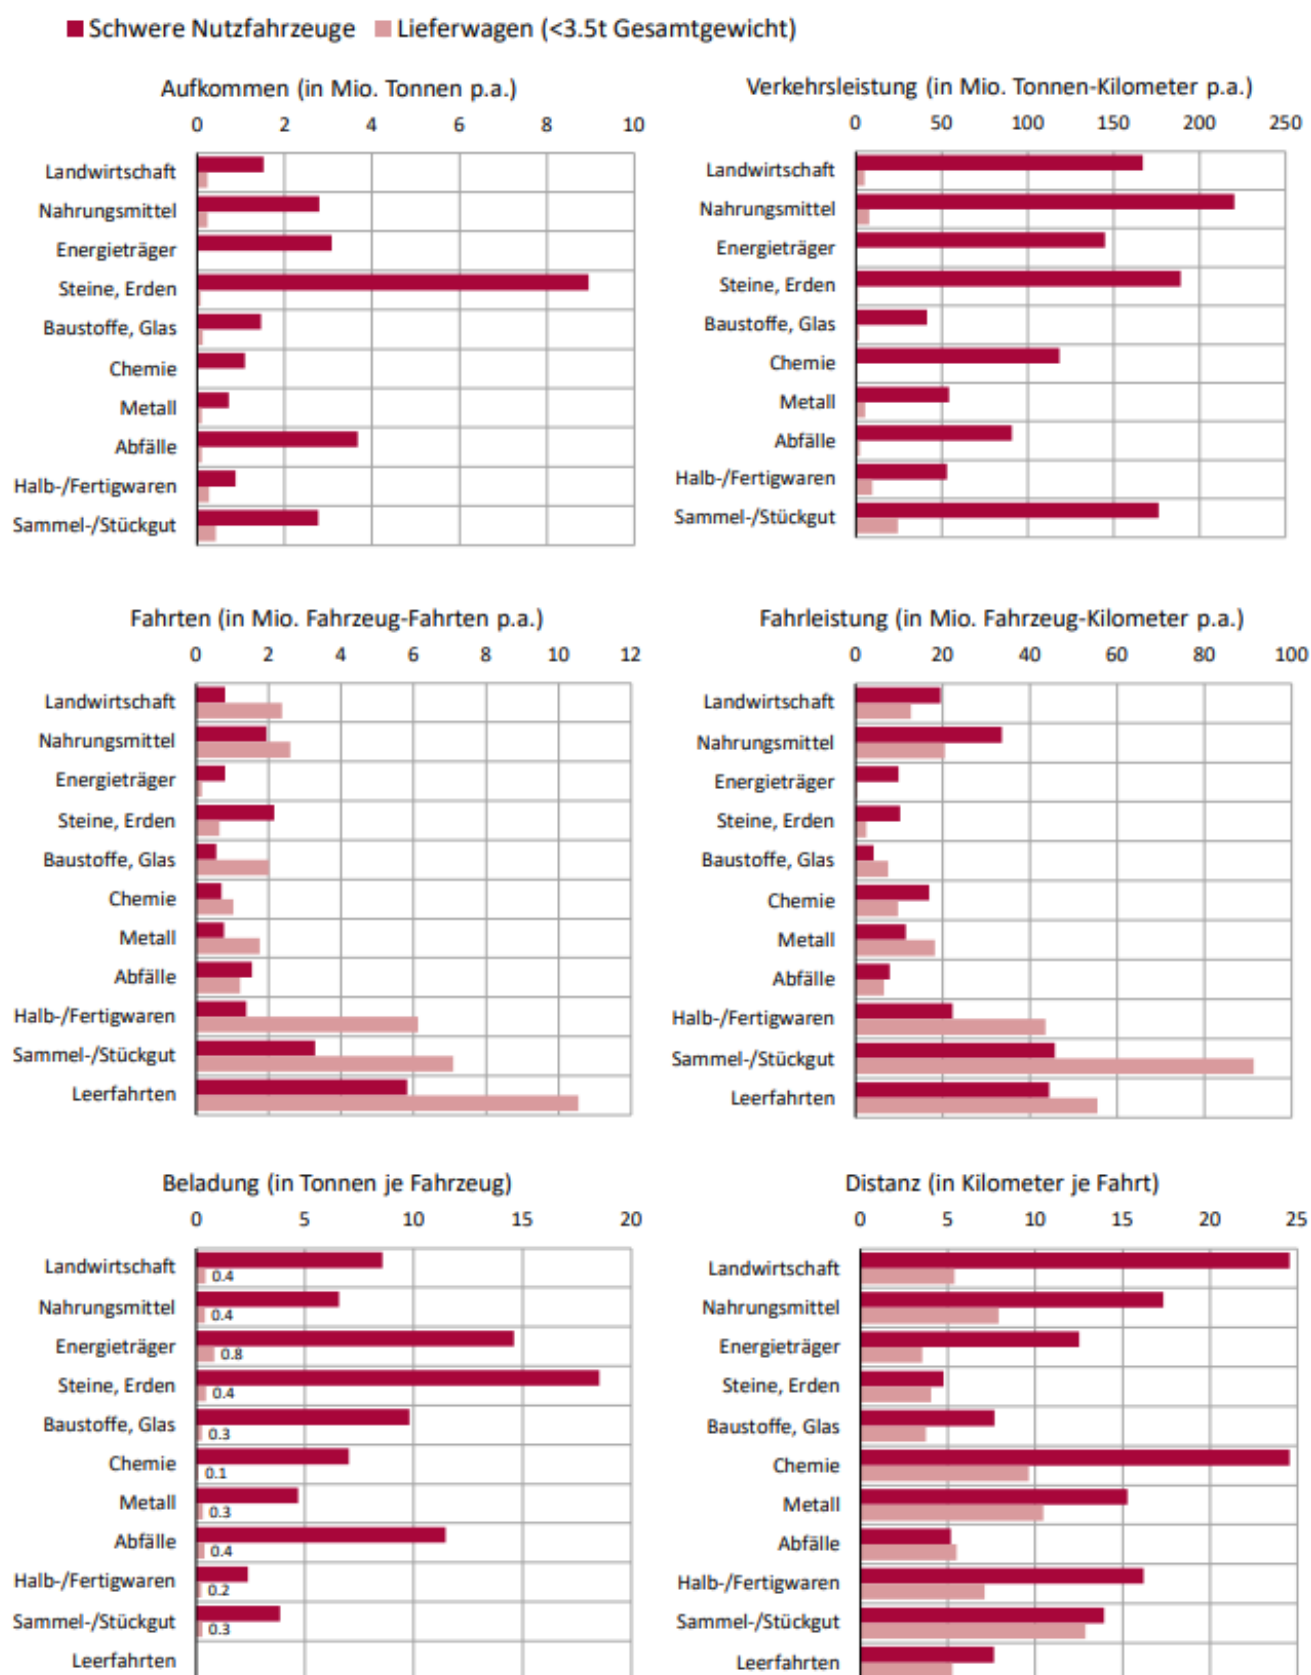 Schwere Nutzfahrzeuge Lieferwagen (<3.5t Gesamtgewicht)
Aufkommen (in Mio. Tonnen p.a.)
0 2 4 6 8 10
Landwirtschaft
Nahrungsmittel
Energieträger
Steine, Erden
Baustoffe, Glas
Chemie
Metall
Abfälle
Halb-/Fertigwaren
Sammel-/Stückgut
Verkehrsleistung (in Mio. Tonnen-Kilometer p.a.)
0 50 100 150 200 250
Landwirtschaft
Nahrungsmittel
Energieträger
Steine, Erden
Baustoffe, Glas
Chemie
Metall
Abfälle
Halb-/Fertigwaren
Sammel-/Stückgut
Fahrten (in Mio. Fahrzeug-Fahrten p.a.)
0 2 4 6 8 10 12
Landwirtschaft
Nahrungsmittel
Energieträger
Steine, Erden
Baustoffe, Glas
Chemie
Metall
Abfälle
Halb-/Fertigwaren
Sammel-/Stückgut
Leerfahrten
Fahrleistung (in Mio. Fahrzeug-Kilometer p.a.)
0 20 40 60 80 100
Landwirtschaft
Nahrungsmittel
Energieträger
Steine, Erden
Baustoffe, Glas
Chemie
Metall
Abfälle
Halb-/Fertigwaren
Sammel-/Stückgut
Leerfahrten
Beladung (in Tonnen je Fahrzeug)
0 5 10 15 20
Landwirtschaft
0.4
Nahrungsmittel
0.4
Energieträger
0.8
Steine, Erden
0.4
Baustoffe, Glas
0.3
Chemie
0.1
Metall
0.3
Abfälle
0.4
Halb-/Fertigwaren
0.2
Sammel-/Stückgut
0.3
Leerfahrten
Distanz (in Kilometer je Fahrt)
0 5 10 15 20 25
Landwirtschaft
Nahrungsmittel
Energieträger
Steine, Erden
Baustoffe, Glas
Chemie
Metall
Abfälle
Halb-/Fertigwaren
Sammel-/Stückgut
Leerfahrten